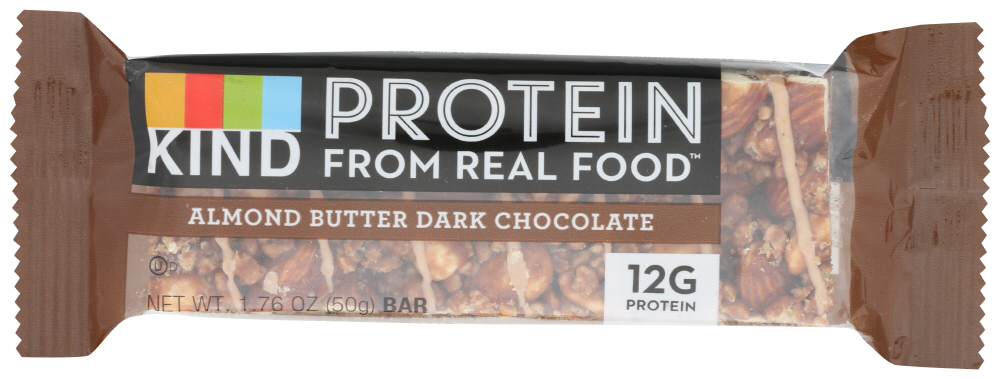 KIND
PROTEIN
FROM REAL FOOD™
ALMOND BUTTER DARK CHOCOLATE
U D
NET WT. 1.76 OZ (50g) BAR
12G
PROTEIN